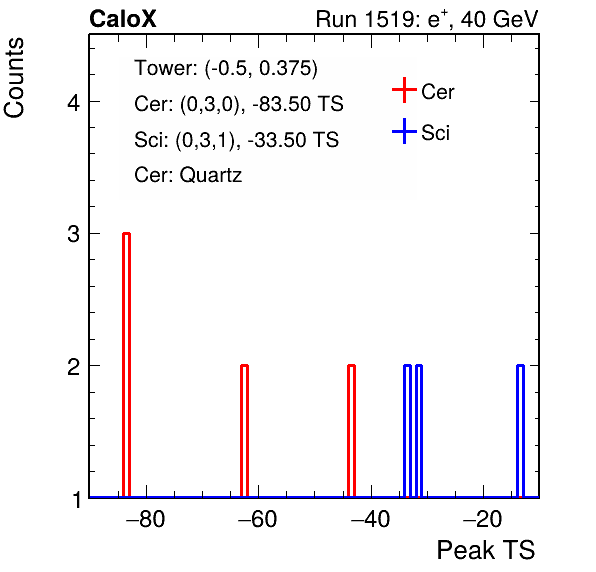 CaloX Run 1519: e⁺, 40 GeV
Counts
Tower: (-0.5, 0.375)
Cer: (0,3,0), -83.50 TS
Sci: (0,3,1), -33.50 TS
Cer: Quartz
Cer
Sci
4
3
2
1
−80 −60 −40 −20
Peak TS